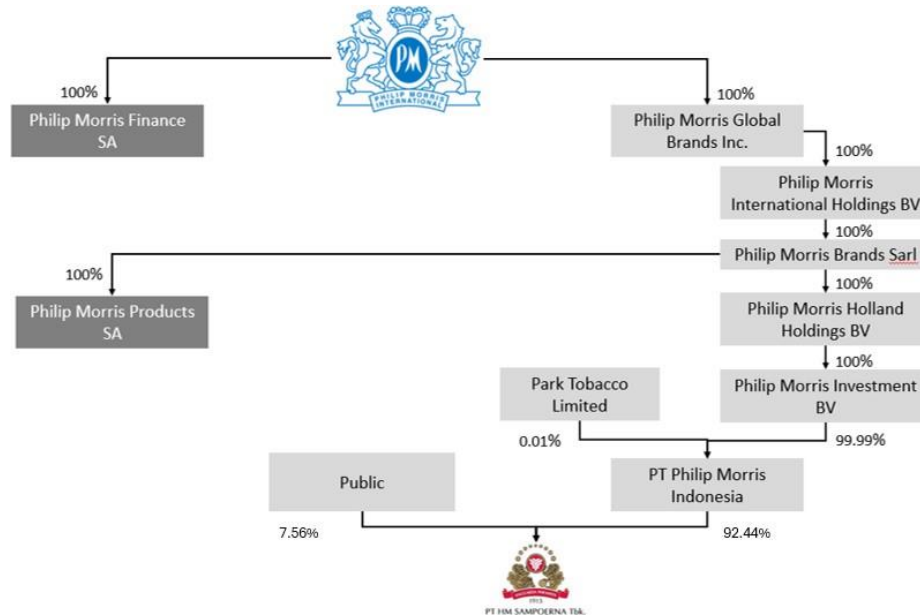 PM
PHILIP MORRIS
INTERNATIONAL
100%
100%
Philip Morris Finance
SA
Philip Morris Global
Brands Inc.
100%
Philip Morris
International Holdings BV
100%
Philip Morris Brands Sarl
100%
100%
Philip Morris Products
SA
Philip Morris Holland
Holdings BV
100%
Park Tobacco
Limited
Philip Morris Investment
BV
0.01%
99.99%
Public
PT Philip Morris
Indonesia
7.56%
92.44%
1913
PT HM SAMPOERNA Tbk.